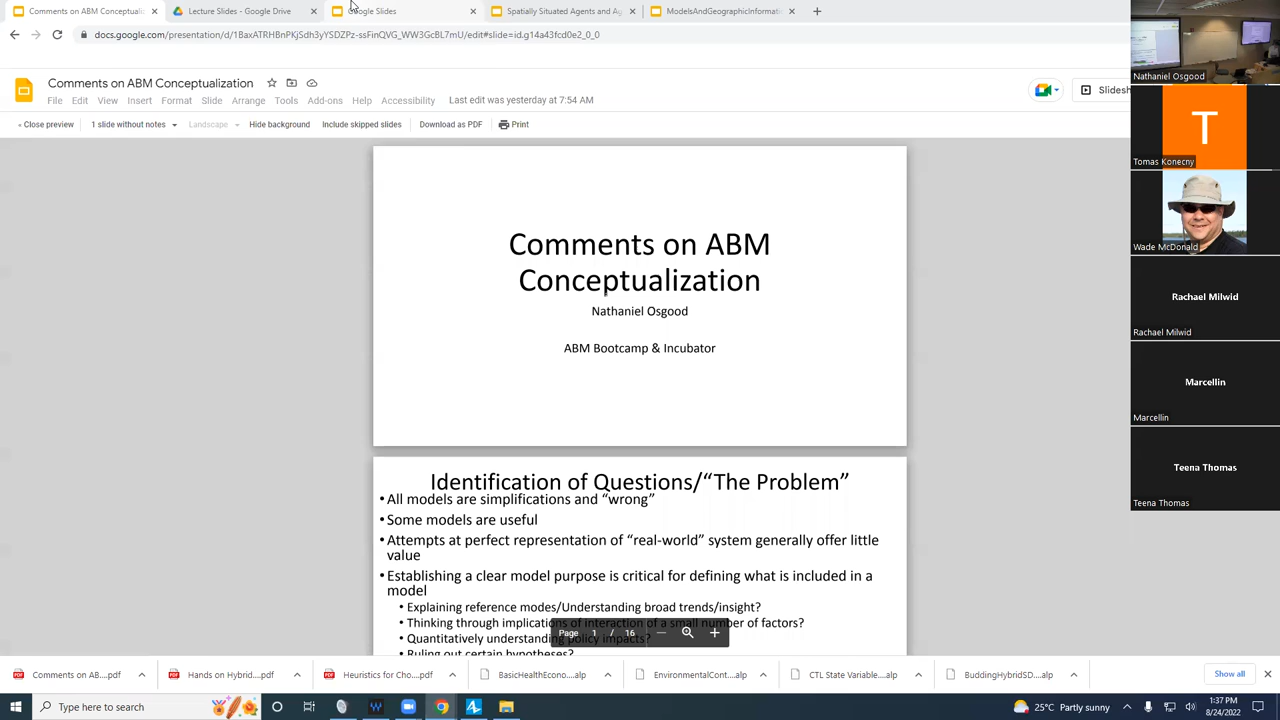 Comments on ABM Conceptuali
Lecture Slides - Google Drive
Google Slides
Spatially Situated Agents and Ag
ModelsAndGeographicInformati
docs.google.com/presentation/d/1BaxATRHBnPKjSdh3yYSDZPz-ssFinQVG_WW3GcBL7mU/edit#slide=id.g14a43fcd0e2_0_0
Comments on ABM Conceptualization
File Edit View Insert Format Slide Arrange Tools Add-ons Help Accessibility Last edit was yesterday at 7:54 AM
Slidesh
« Close preview 1 slide without notes Landscape Hide background Include skipped slides Download as PDF Print
Comments on ABM
Conceptualization
Nathaniel Osgood
ABM Bootcamp & Incubator
Identification of Questions/“The Problem”
• All models are simplifications and “wrong”
• Some models are useful
• Attempts at perfect representation of “real-world” system generally offer little
value
• Establishing a clear model purpose is critical for defining what is included in a
model
• Explaining reference modes/Understanding broad trends/insight?
• Thinking through implications of interaction of a small number of factors?
• Quantitatively understanding policy impacts?
• Ruling out certain hypotheses?
Page 1 / 16
Nathaniel Osgood
T
Tomas Konecny
Wade McDonald
Rachael Milwid
Rachael Milwid
Marcellin
Marcellin
Teena Thomas
Teena Thomas
Comments on AB....pdf
Hands on Hybrid....pdf
Heuristics for Cho....pdf
BasicHealthEcono....alp
EnvironmentalCont....alp
CTL State Variable....alp
BuddingHybridSD....alp
Show all
Type here to search
25°C Partly sunny
1:37 PM
8/24/2022